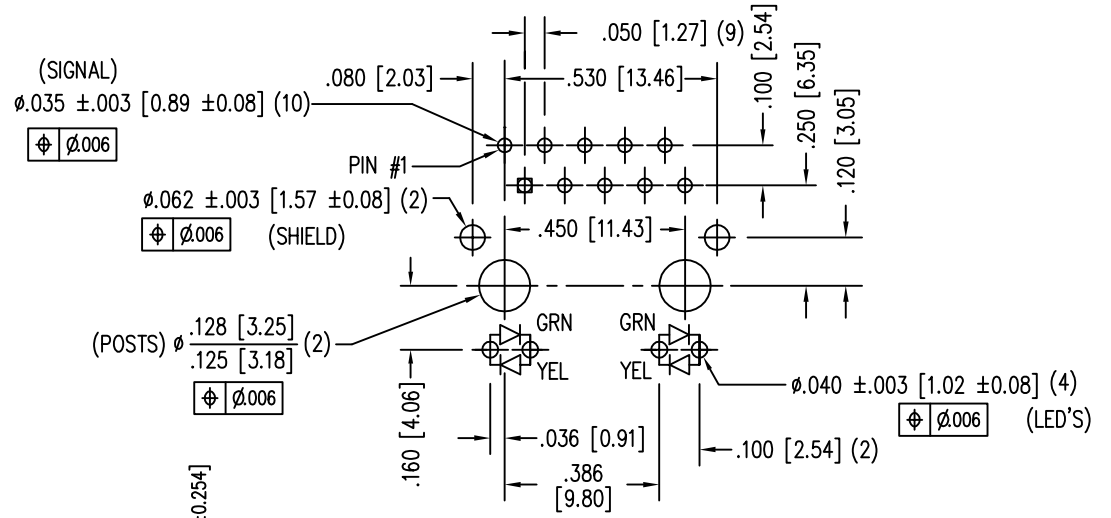 .050 [1.27] (9)
.100 [2.54]
.250 [6.35]
.120 [3.05]
(SIGNAL)
.080 [2.03]
.530 [13.46]
ø.035 ±.003 [0.89 ±0.08] (10)
⌖ Ø.006
PIN #1
ø.062 ±.003 [1.57 ±0.08] (2)
⌖ Ø.006
(SHIELD)
.450 [11.43]
(POSTS) ø .128 [3.25]
.125 [3.18] (2)
⌖ Ø.006
GRN
GRN
YEL
YEL
ø.040 ±.003 [1.02 ±0.08] (4)
⌖ Ø.006
(LED'S)
.160 [4.06]
.036 [0.91]
.100 [2.54] (2)
.386
[9.80]
±0.254]